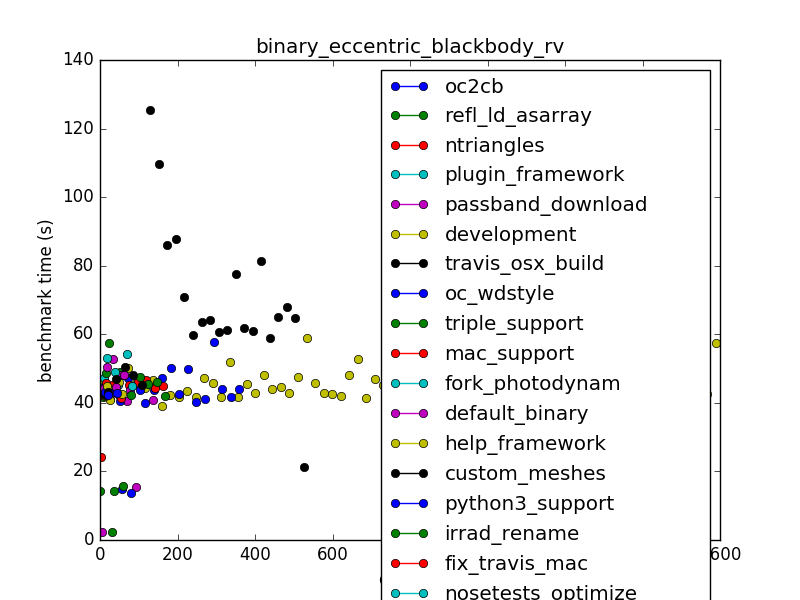 binary_eccentric_blackbody_rv
140
120
100
80
60
40
20
0
benchmark time (s)
0
200
400
600
600
oc2cb
refl_ld_asarray
ntriangles
plugin_framework
passband_download
development
travis_osx_build
oc_wdstyle
triple_support
mac_support
fork_photodynam
default_binary
help_framework
custom_meshes
python3_support
irrad_rename
fix_travis_mac
nosetests_optimize